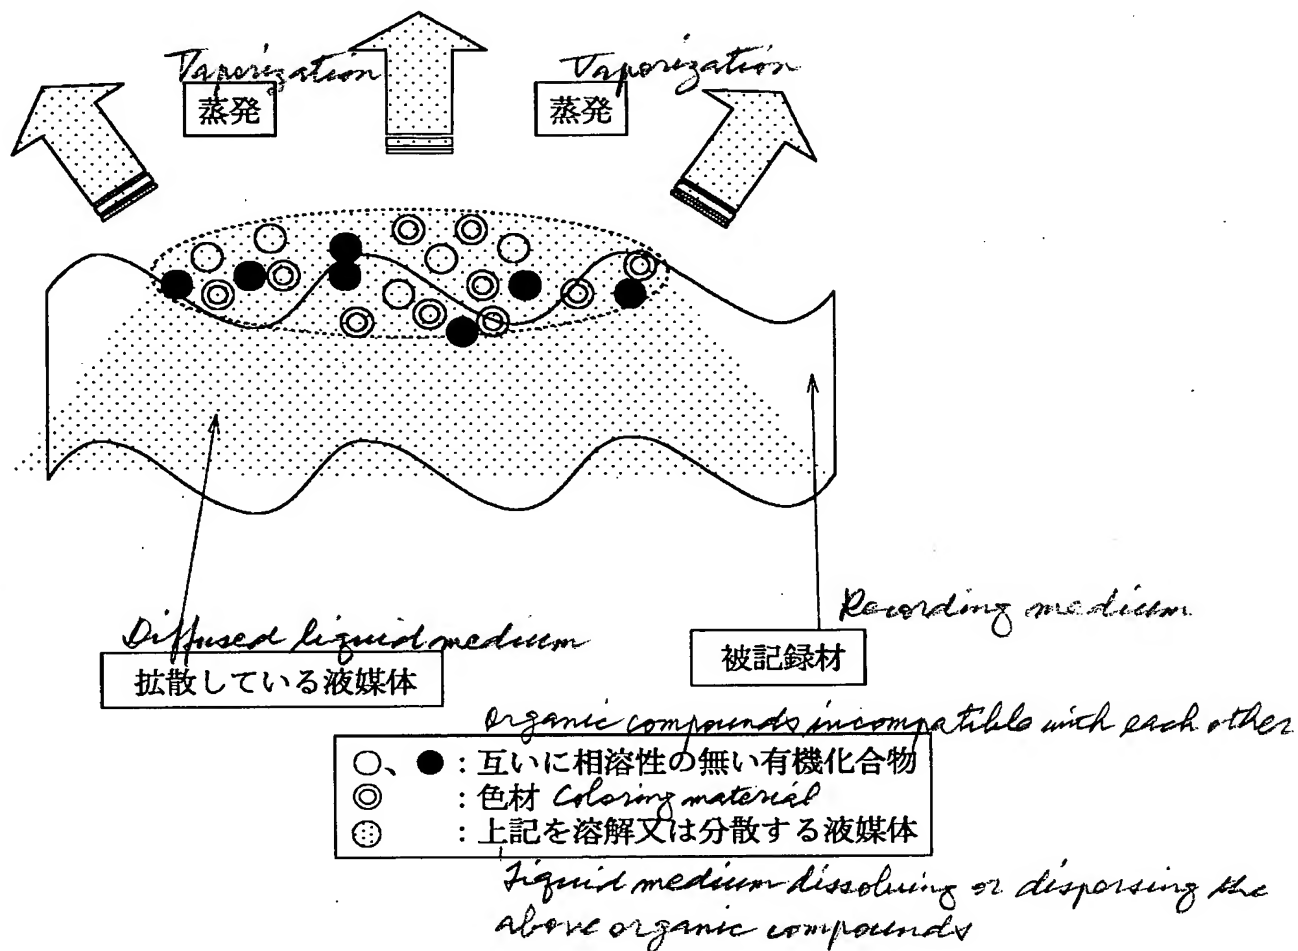 Vaporization
蒸発
Vaporization
蒸発
Diffused liquid medium
拡散している液媒体
Recording medium
被記録材
Organic compounds incompatible with each other
○、●:互いに相溶性の無い有機化合物
◎:色材 Coloring material
:上記を溶解又は分散する液媒体
Liquid medium dissolving or dispersing the
above organic compounds